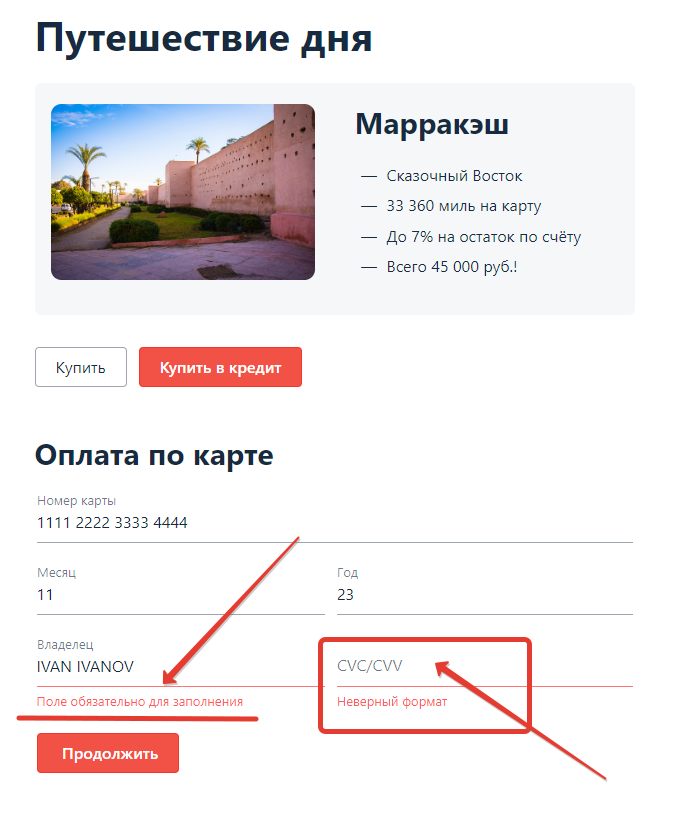 Путешествие дня
Марракэш
— Сказочный Восток
— 33 360 миль на карту
— До 7% на остаток по счёту
— Всего 45 000 руб.!
Купить
Купить в кредит
Оплата по карте
Номер карты
1111 2222 3333 4444
Месяц
11
Год
23
Владелец
IVAN IVANOV
Поле обязательно для заполнения
CVC/CVV
Неверный формат
Продолжить